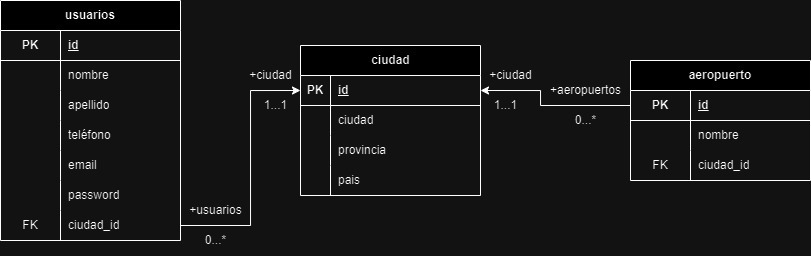 usuarios
PK id
nombre
apellido
teléfono
email
password
FK ciudad_id
+usuarios
0...*
+ciudad
1...1
ciudad
PK id
ciudad
provincia
pais
+ciudad
1...1
+aeropuertos
0...*
aeropuerto
PK id
nombre
FK ciudad_id